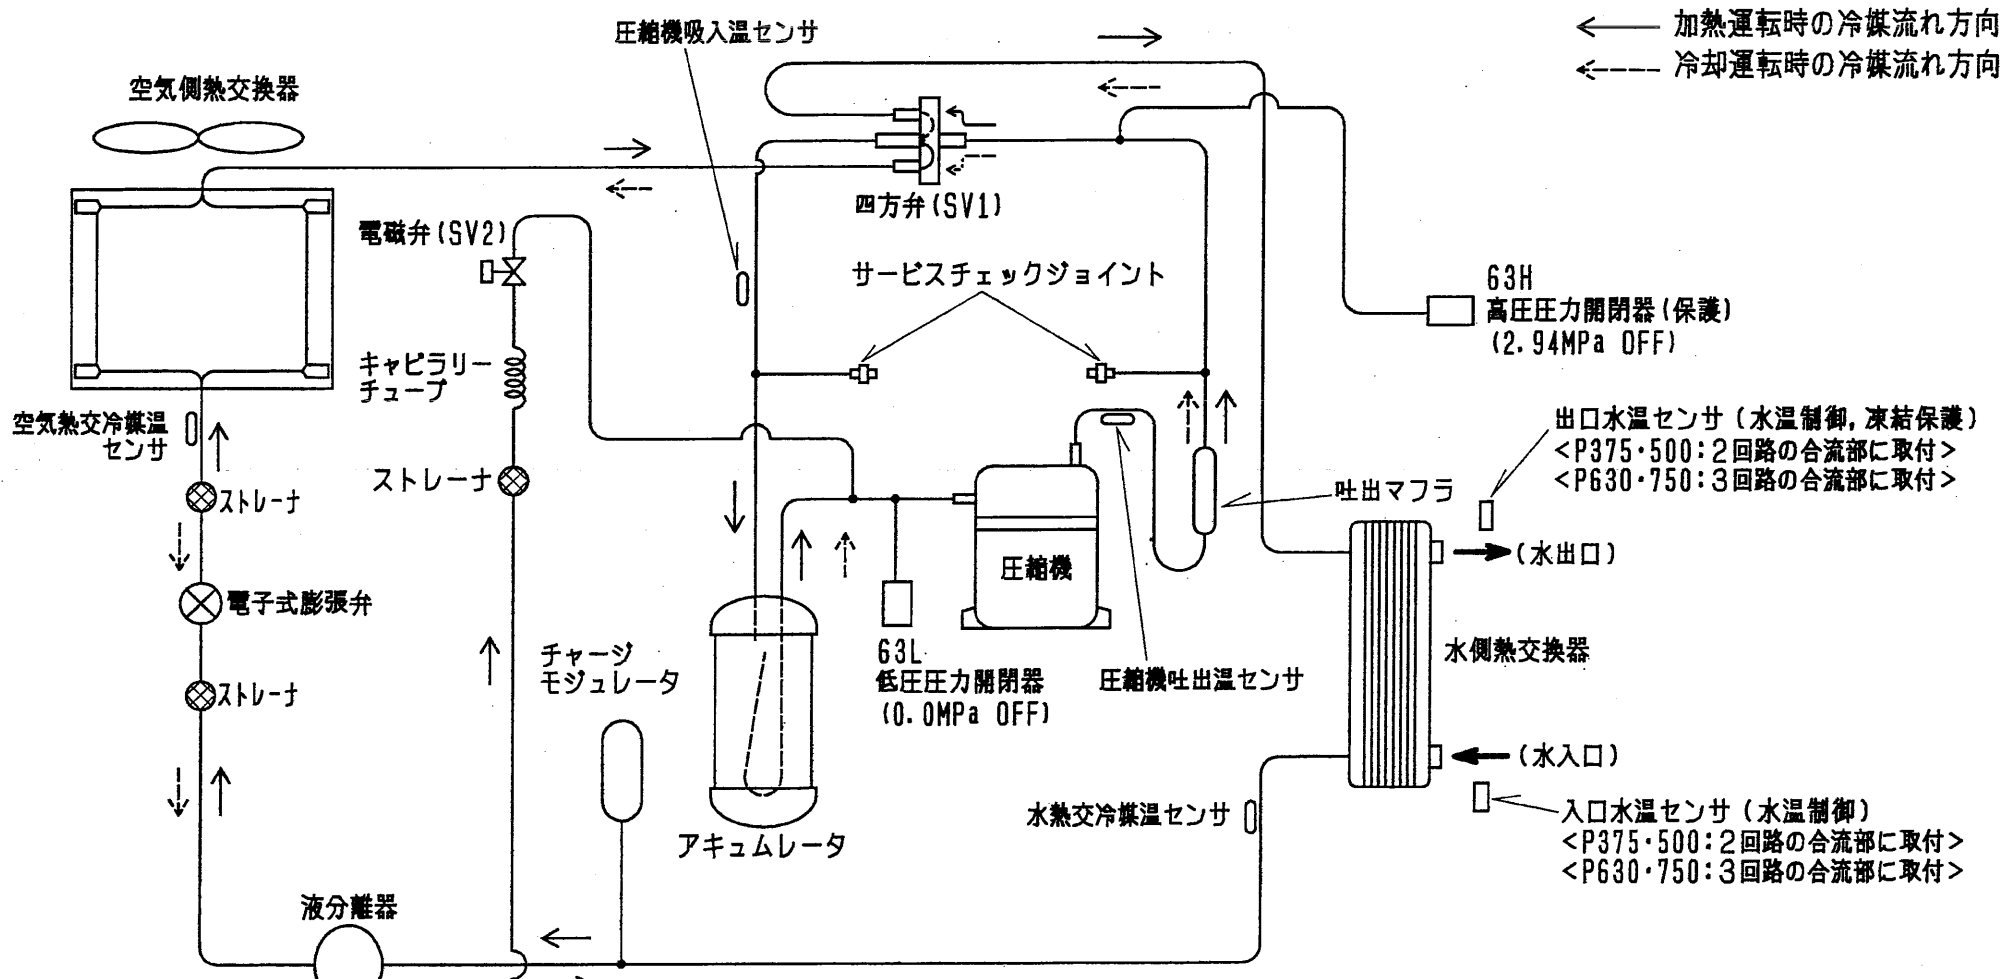 加熱運転時の冷媒流れ方向
冷却運転時の冷媒流れ方向
圧縮機吸入温センサ
空気側熱交換器
四方弁(SV1)
電磁弁(SV2)
サービスチェックジョイント
63H
高圧圧力開閉器(保護)
(2.94MPa OFF)
キャピラリー
チューブ
空気熱交冷媒温
センサ
出口水温センサ(水温制御,凍結保護)
<P375・500:2回路の合流部に取付>
<P630・750:3回路の合流部に取付>
ストレーナ
ストレーナ
吐出マフラ
圧縮機
(水出口)
電子式膨張弁
チャージ
モジュレータ
63L
低圧圧力開閉器
(0.0MPa OFF)
圧縮機吐出温センサ
水側熱交換器
ストレーナ
(水入口)
水熱交冷媒温センサ
入口水温センサ(水温制御)
<P375・500:2回路の合流部に取付>
<P630・750:3回路の合流部に取付>
アキュムレータ
液分離器